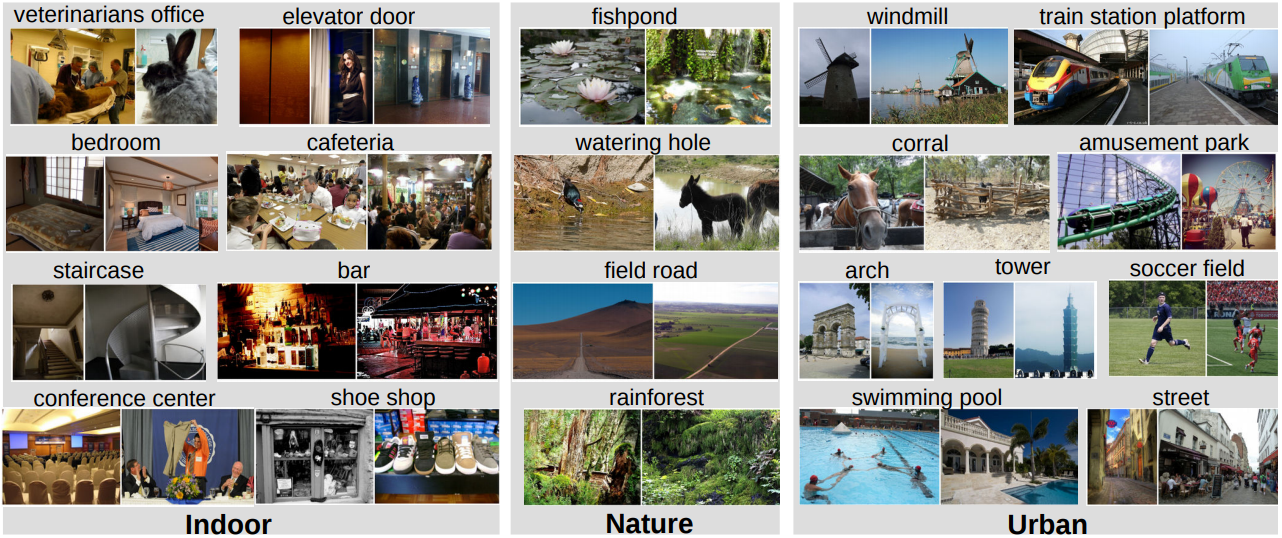 veterinarians office
elevator door
bedroom
cafeteria
staircase
bar
conference center
shoe shop
Indoor
fishpond
watering hole
field road
rainforest
Nature
windmill
train station platform
corral
amusement park
arch
tower
soccer field
swimming pool
street
Urban